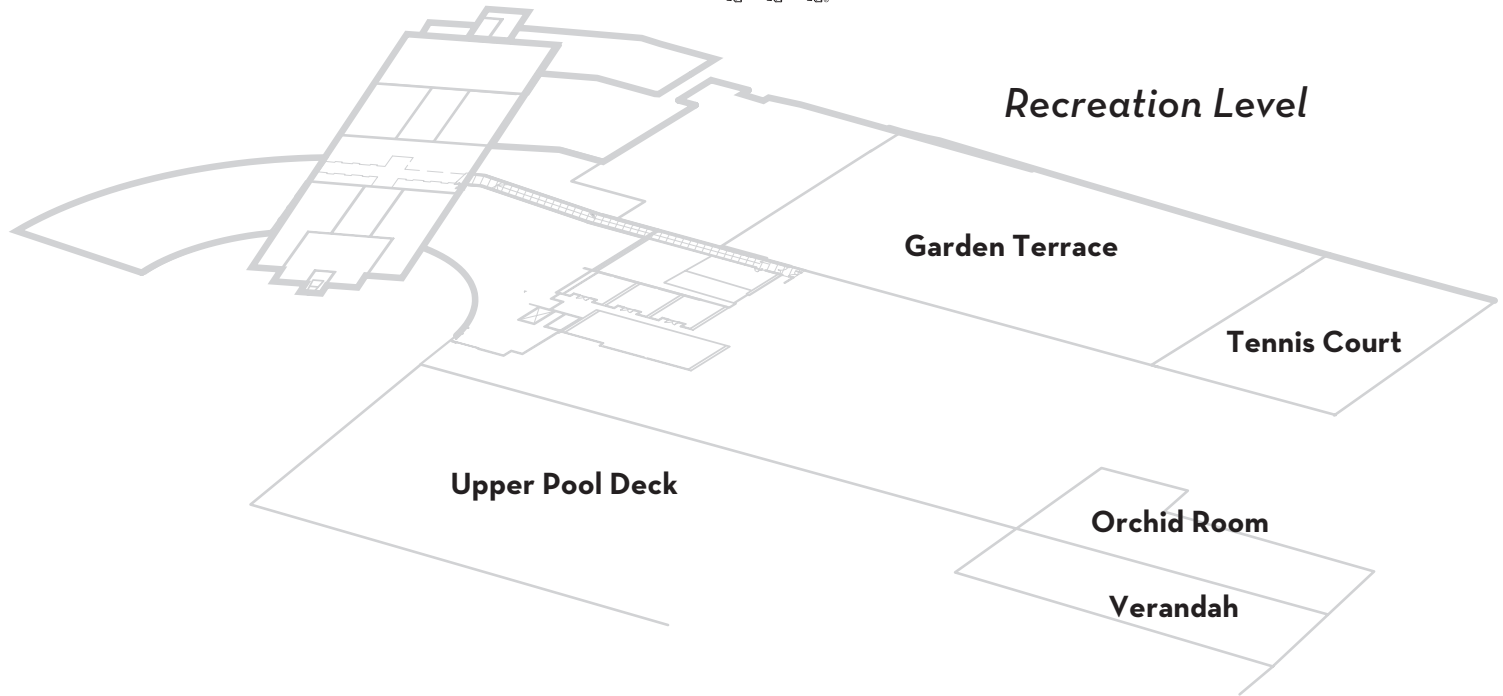 Recreation Level
Garden Terrace
Tennis Court
Upper Pool Deck
Orchid Room
Verandah